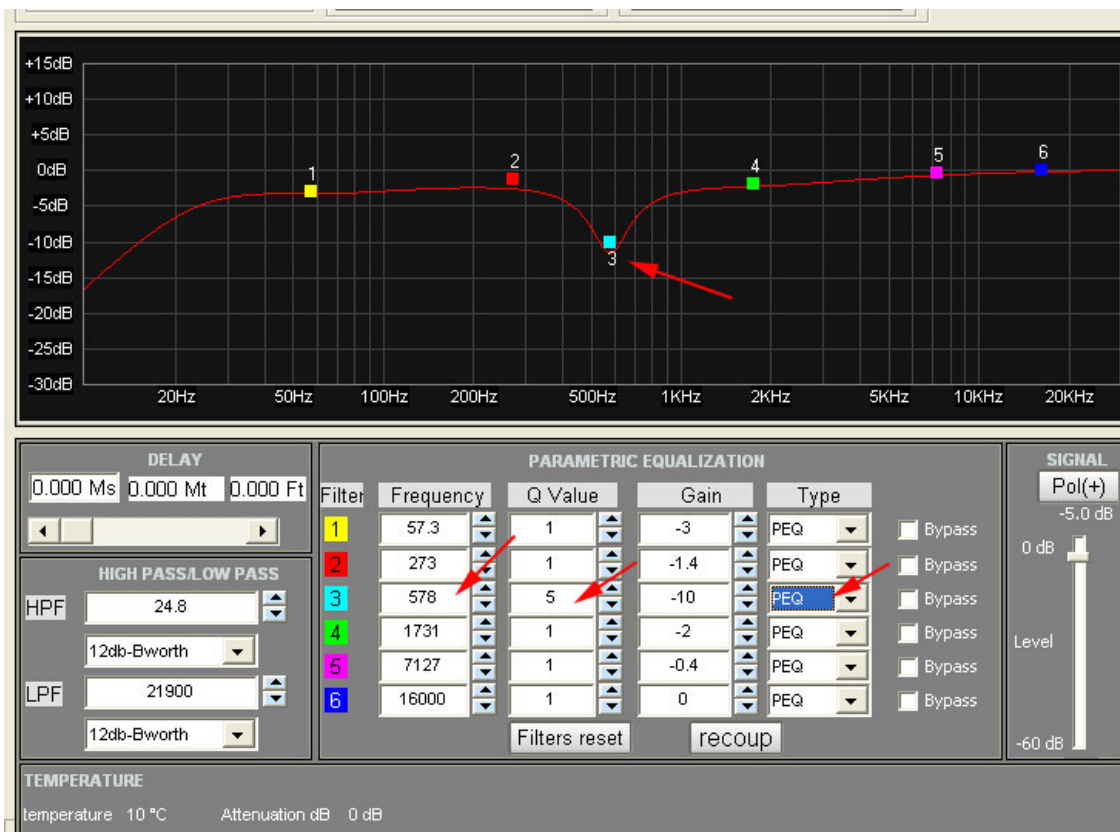 +15dB
+10dB
+5dB
0dB
-5dB
-10dB
-15dB
-20dB
-25dB
-30dB
1 2 3 4 5 6
20Hz 50Hz 100Hz 200Hz 500Hz 1KHz 2KHz 5KHz 10KHz 20KHz
DELAY
0.000 Ms 0.000 Mt 0.000 Ft
HIGH PASS/LOW PASS
HPF 24.8
12db-Bworth
LPF 21900
12db-Bworth
PARAMETRIC EQUALIZATION
Filter Frequency Q Value Gain Type
1 57.3 1 -3 PEQ Bypass
2 273 1 -1.4 PEQ Bypass
3 578 5 -10 PEQ Bypass
4 1731 1 -2 PEQ Bypass
5 7127 1 -0.4 PEQ Bypass
6 16000 1 0 PEQ Bypass
Filters reset recoup
SIGNAL
Pol(+)
-5.0 dB
0 dB
Level
-60 dB
TEMPERATURE
temperature 10 °C Attenuation dB 0 dB